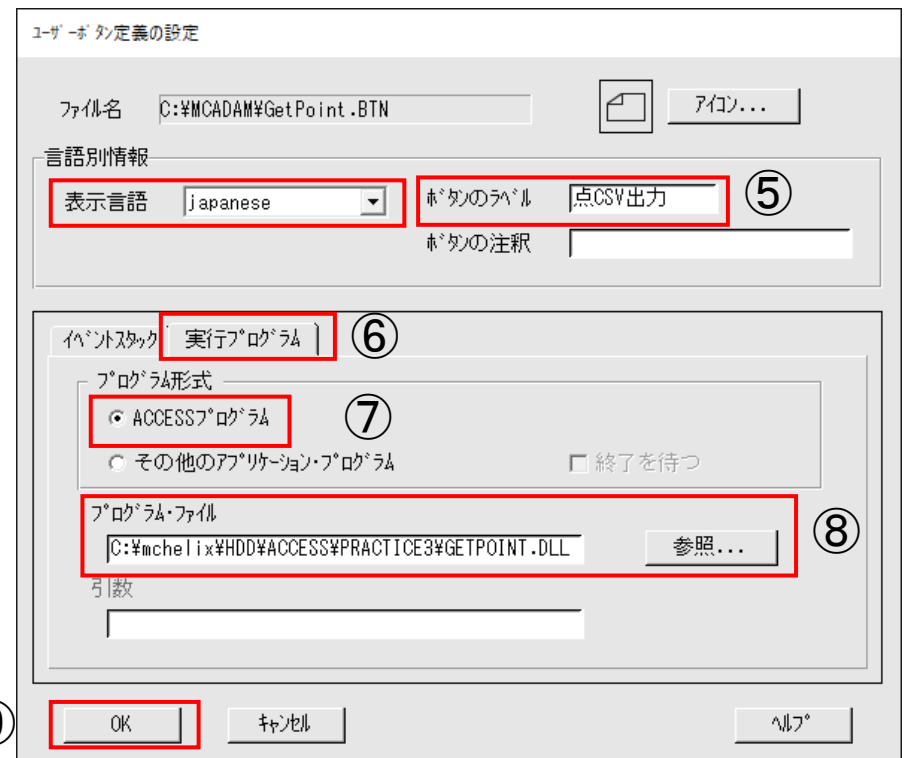 ﾕｰｻﾞｰﾎﾞﾀﾝ定義の設定
ﾌｧｲﾙ名 C:¥MCADAM¥GetPoint.BTN ｱｲｺﾝ...
言語別情報
表示言語 japanese ﾎﾞﾀﾝのﾗﾍﾞﾙ 点CSV出力 ⑤
ﾎﾞﾀﾝの注釈
ｲﾍﾞﾝﾄｽﾀｯｸ 実行ﾌﾟﾛｸﾞﾗﾑ ⑥
ﾌﾟﾛｸﾞﾗﾑ形式
ACCESSﾌﾟﾛｸﾞﾗﾑ ⑦
その他のｱﾌﾟﾘｹｰｼｮﾝ･ﾌﾟﾛｸﾞﾗﾑ 終了を待つ
ﾌﾟﾛｸﾞﾗﾑ･ﾌｧｲﾙ
C:¥mchelix¥HDD¥ACCESS¥PRACTICE3¥GETPOINT.DLL 参照... ⑧
引数
OK ｷｬﾝｾﾙ ﾍﾙﾌﾟ